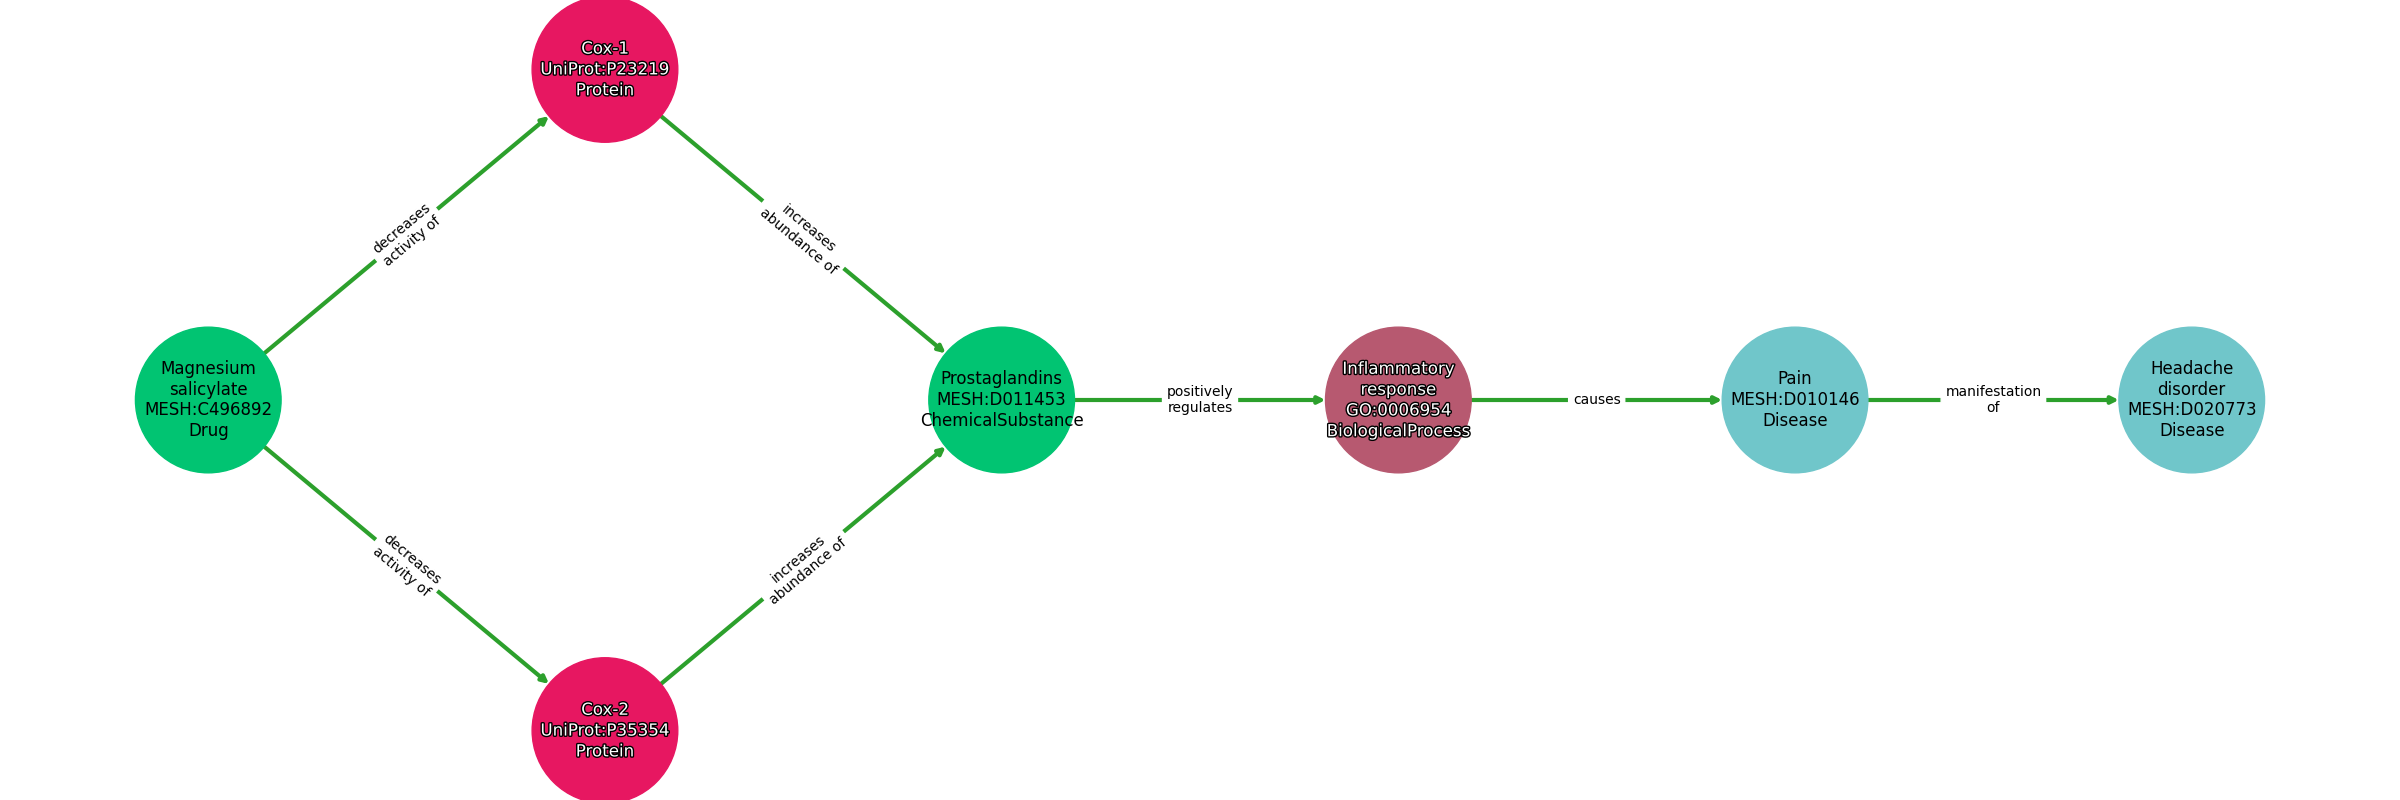 Cox-1
UniProt:P23219
Protein
decreases
activity of
increases
abundance of
Magnesium
salicylate
MESH:C496892
Drug
Prostaglandins
MESH:D011453
ChemicalSubstance
positively
regulates
Inflammatory
response
GO:0006954
BiologicalProcess
causes
Pain
MESH:D010146
Disease
manifestation
of
Headache
disorder
MESH:D020773
Disease
decreases
activity of
increases
abundance of
Cox-2
UniProt:P35354
Protein